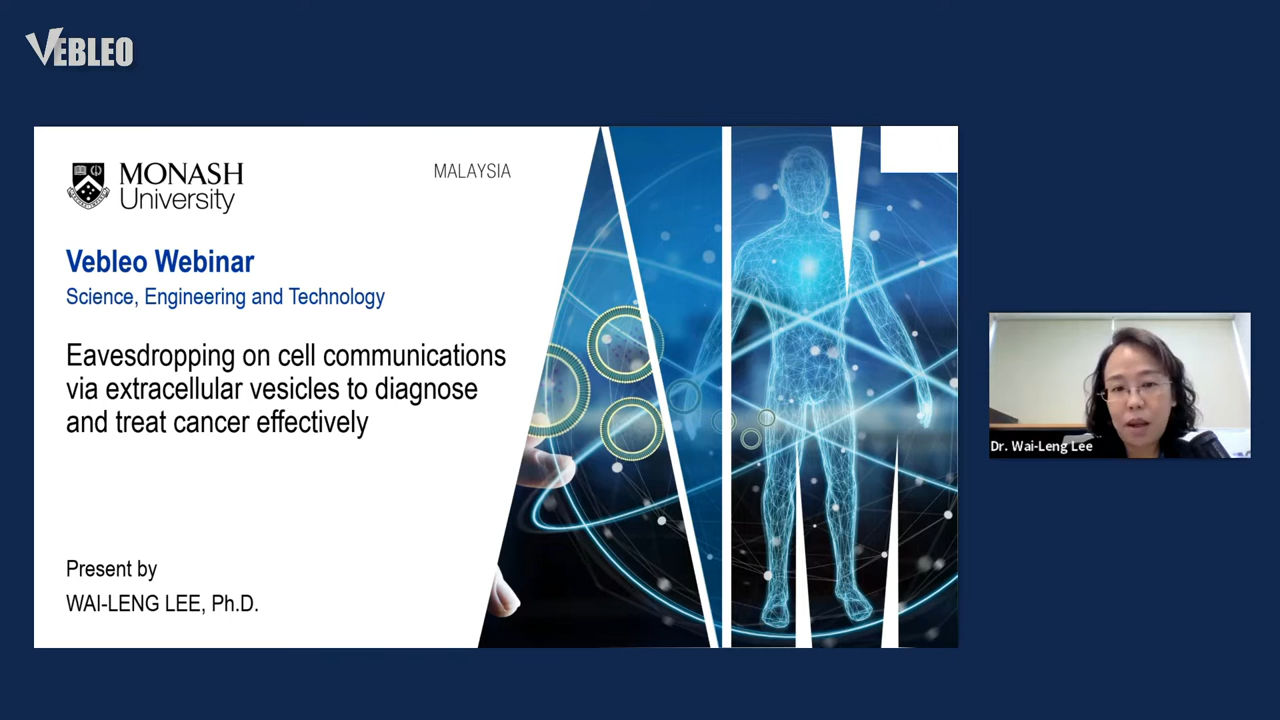 VEBLEO
MONASH
University
MALAYSIA
Vebleo Webinar
Science, Engineering and Technology
Eavesdropping on cell communications
via extracellular vesicles to diagnose
and treat cancer effectively
Present by
WAI-LENG LEE, Ph.D.
Dr. Wai-Leng Lee